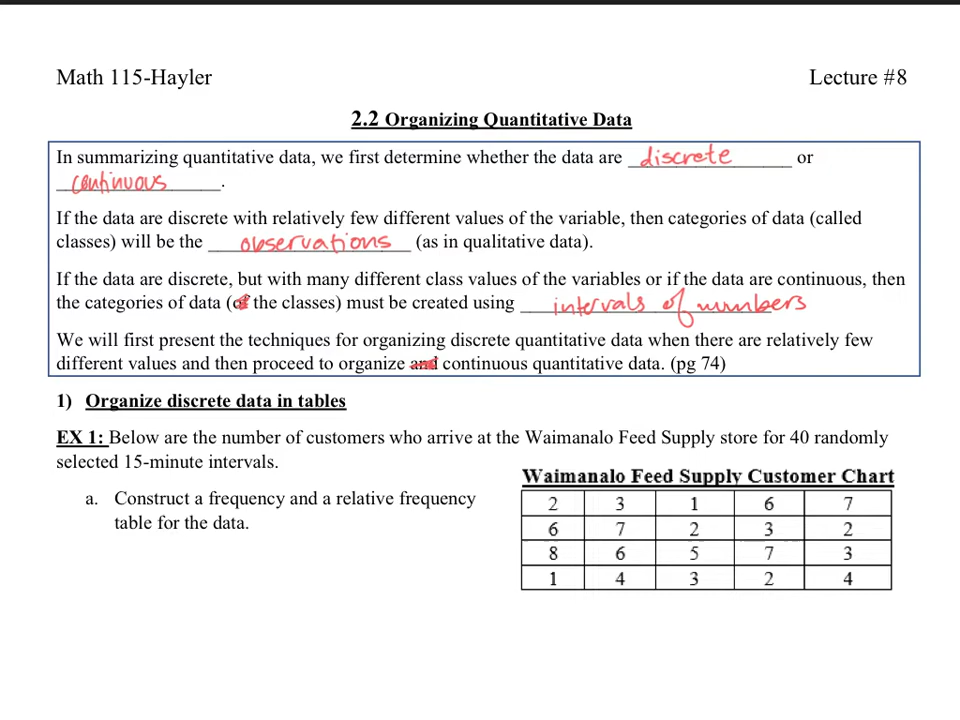 Math 115-Hayler Lecture #8
2.2 Organizing Quantitative Data
In summarizing quantitative data, we first determine whether the data are discrete or
continuous.
If the data are discrete with relatively few different values of the variable, then categories of data (called
classes) will be the observations (as in qualitative data).
If the data are discrete, but with many different class values of the variables or if the data are continuous, then
the categories of data ( the classes) must be created using intervals of numbers
We will first present the techniques for organizing discrete quantitative data when there are relatively few
different values and then proceed to organize and continuous quantitative data. (pg 74)
1) Organize discrete data in tables
EX 1: Below are the number of customers who arrive at the Waimanalo Feed Supply store for 40 randomly
selected 15-minute intervals.
a. Construct a frequency and a relative frequency
table for the data.
Waimanalo Feed Supply Customer Chart
2 3 1 6 7
6 7 2 3 2
8 6 5 7 3
1 4 3 2 4